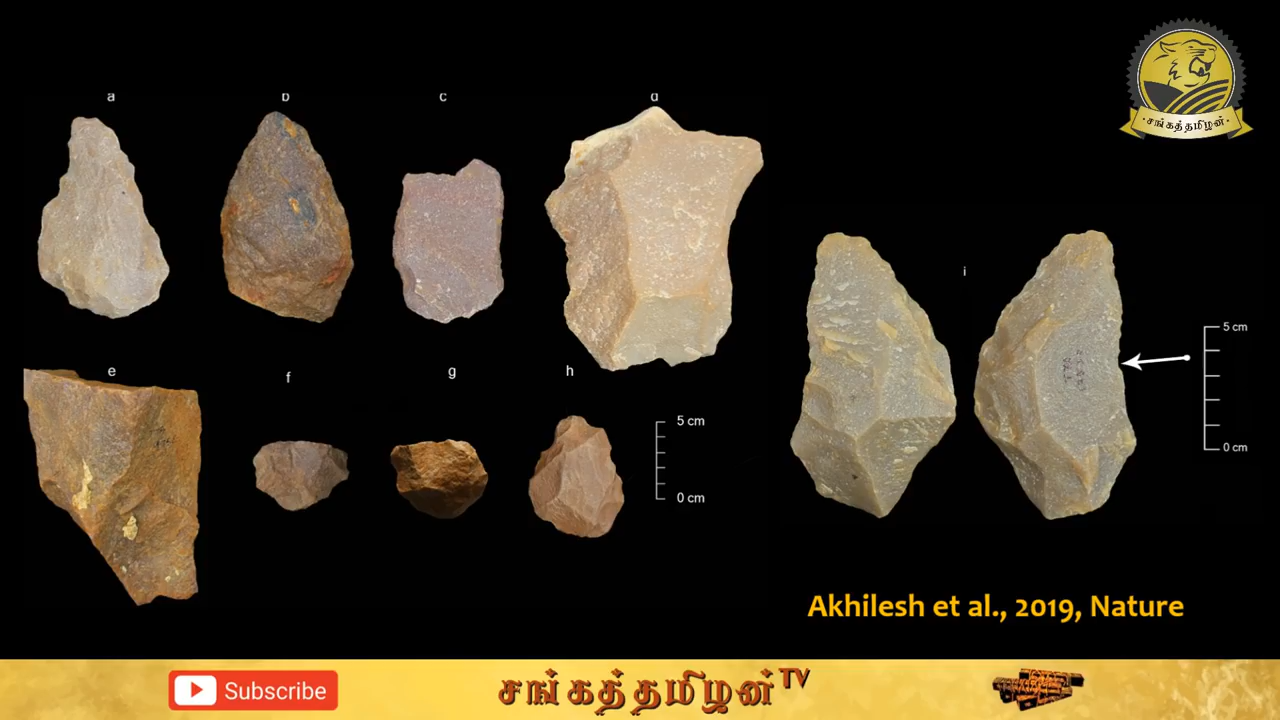 சங்கத்தமிழன்
a
b
c
d
e
f
g
h
5 cm
0 cm
i
5 cm
0 cm
Akhilesh et al., 2019, Nature
Subscribe
சங்கத்தமிழன் TV